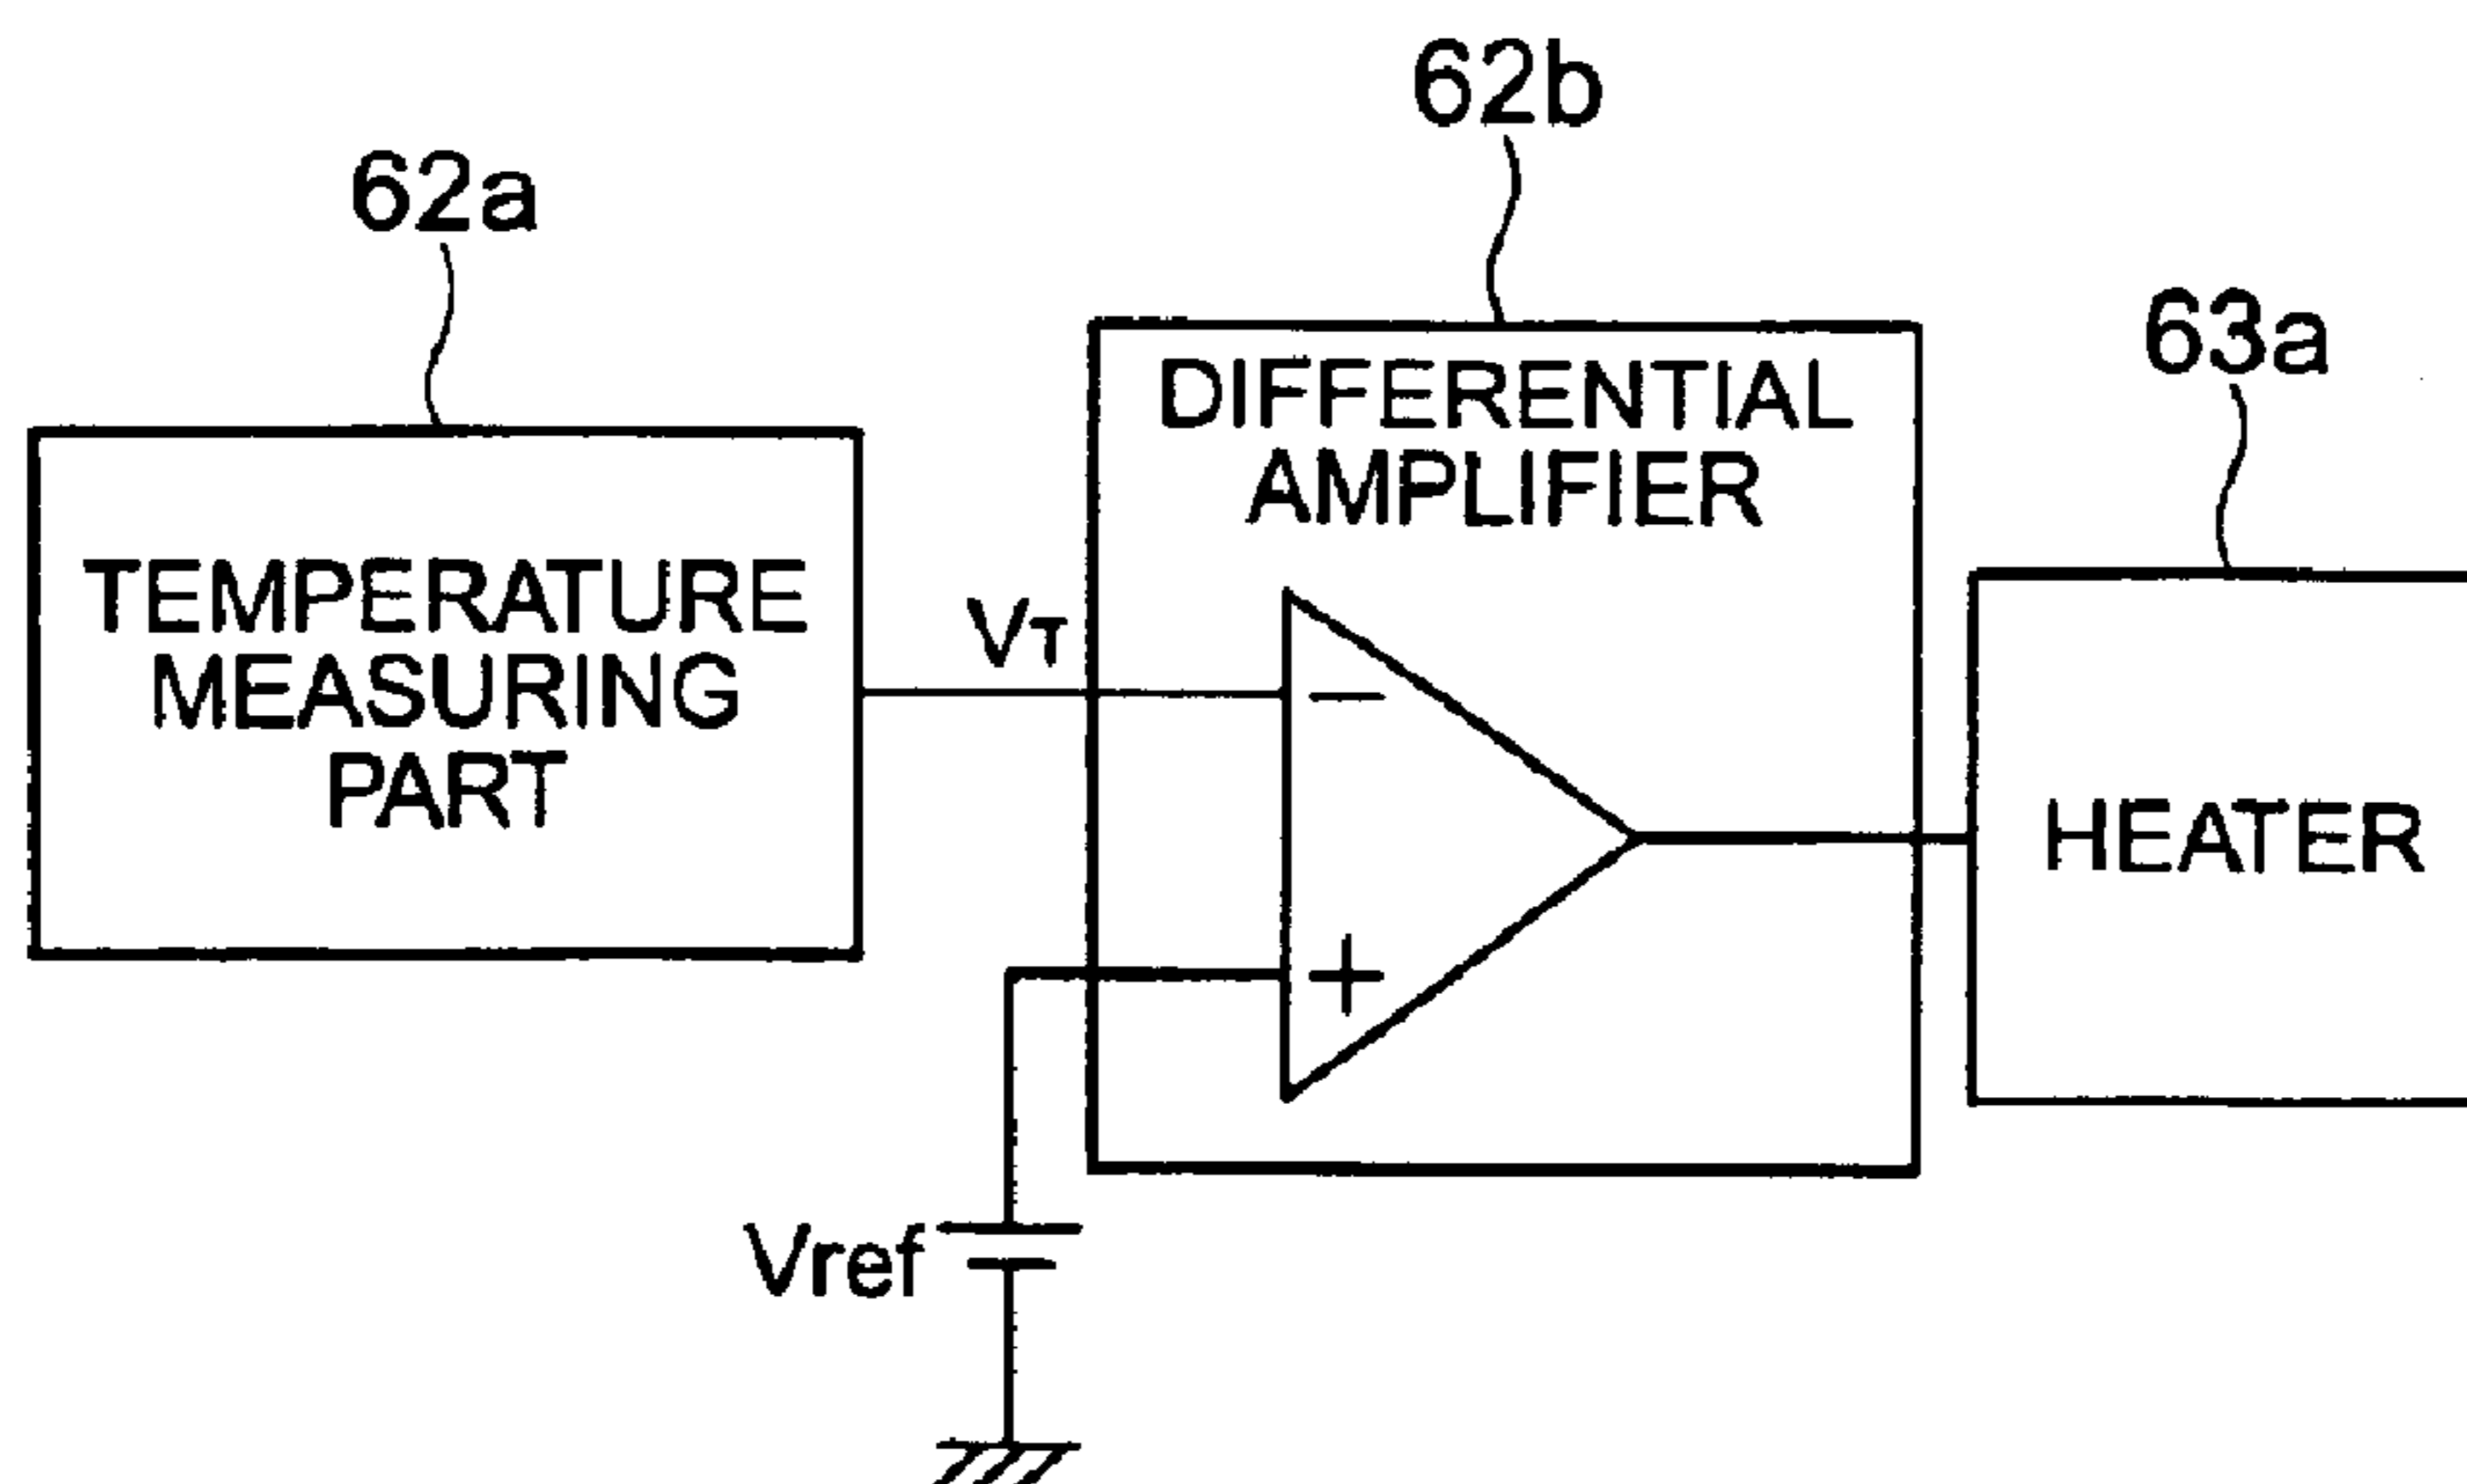 62b
62a
63a
DIFFERENTIAL
AMPLIFIER
TEMPERATURE
MEASURING
PART
VT
−
HEATER
+
Vref